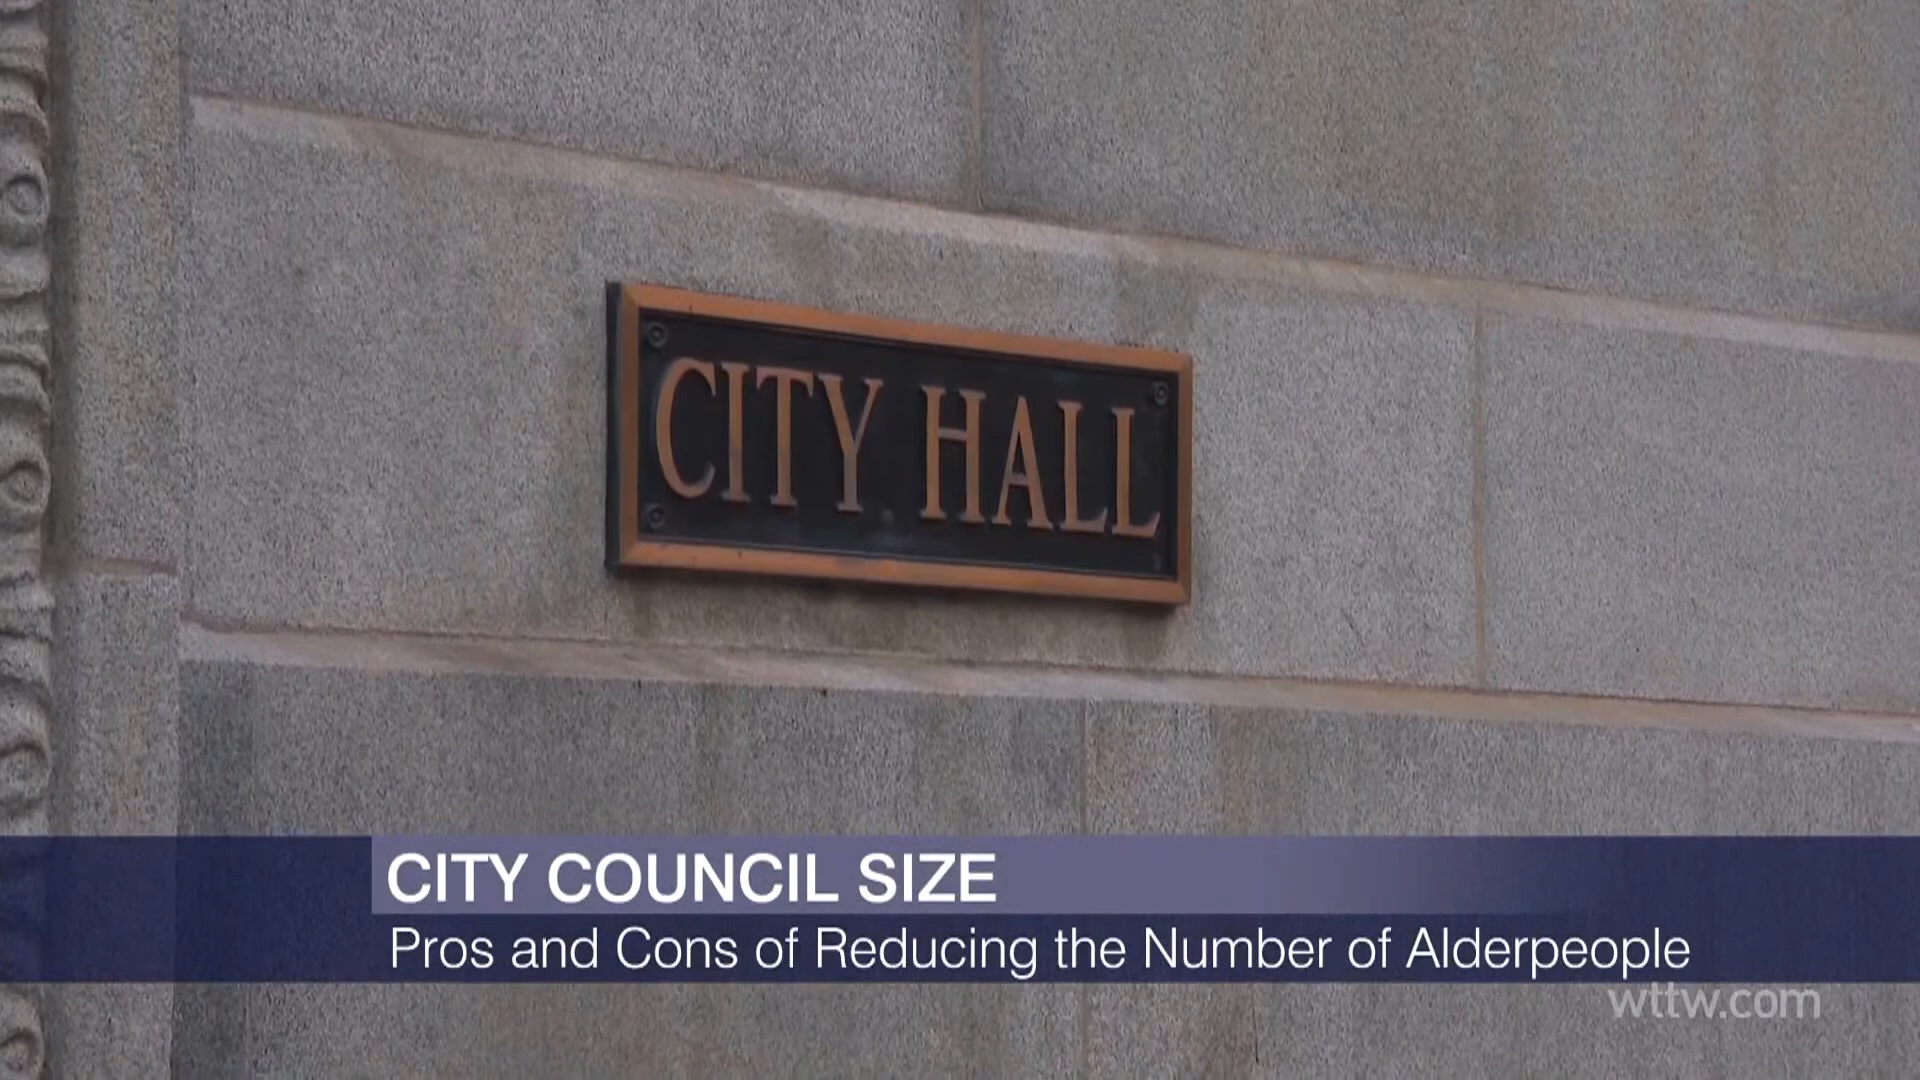 CITY HALL
CITY COUNCIL SIZE
Pros and Cons of Reducing the Number of Alderpeople
wttw.com